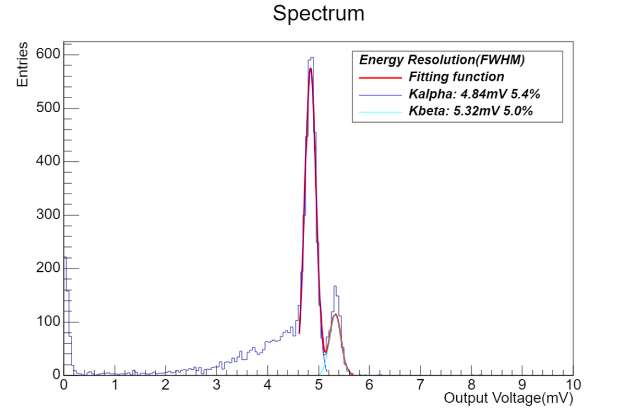 Spectrum
Entries
600
500
400
300
200
100
0
Energy Resolution(FWHM)
Fitting function
Kalpha: 4.84mV 5.4%
Kbeta: 5.32mV 5.0%
0 1 2 3 4 5 6 7 8 9 10
Output Voltage(mV)